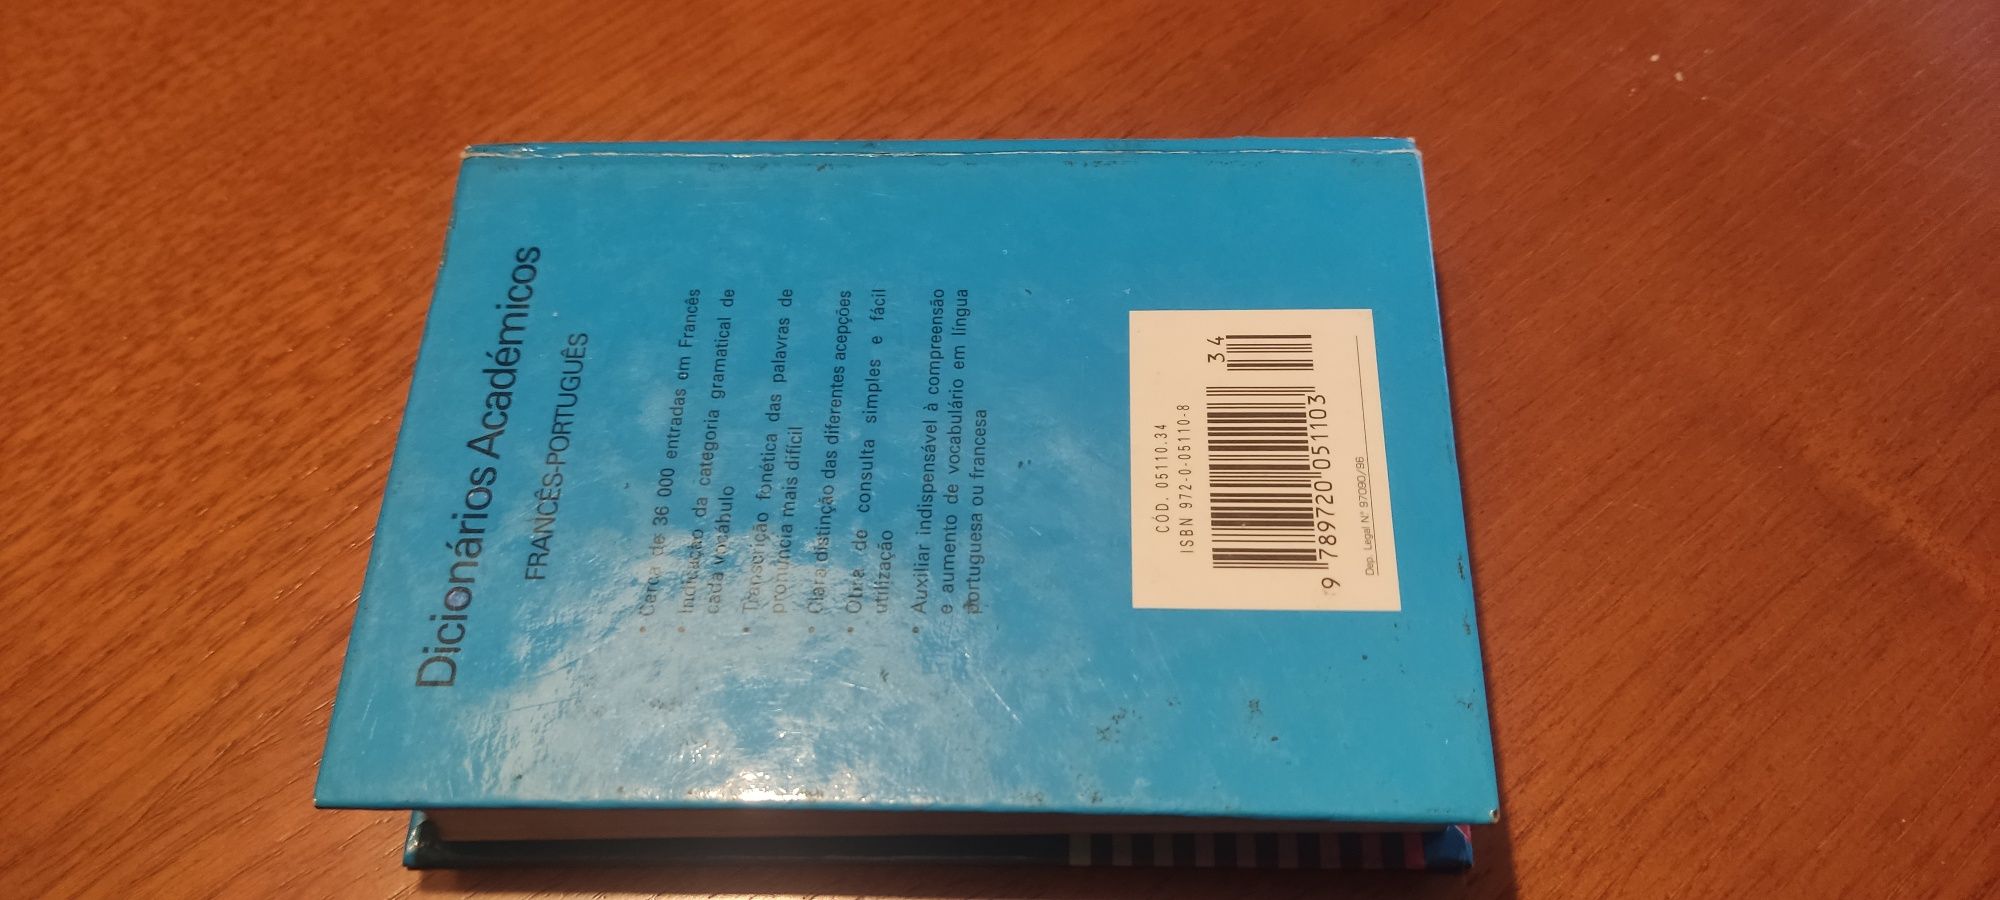 Dicionários Académicos
FRANCÊS-PORTUGUÊS
• Cerca de 36 000 entradas em Francês
• Indicação da categoria gramatical de
cada vocábulo
• Transcrição fonética das palavras de
pronúncia mais difícil
• Clara distinção das diferentes acepções
• Obra de consulta simples e fácil
utilização
• Auxiliar indispensável à compreensão
e aumento de vocabulário em língua
portuguesa ou francesa
CÓD. 05110.34
ISBN 972-0-05110-8
34
9 789720 051103
Dep. Legal N° 97090/96